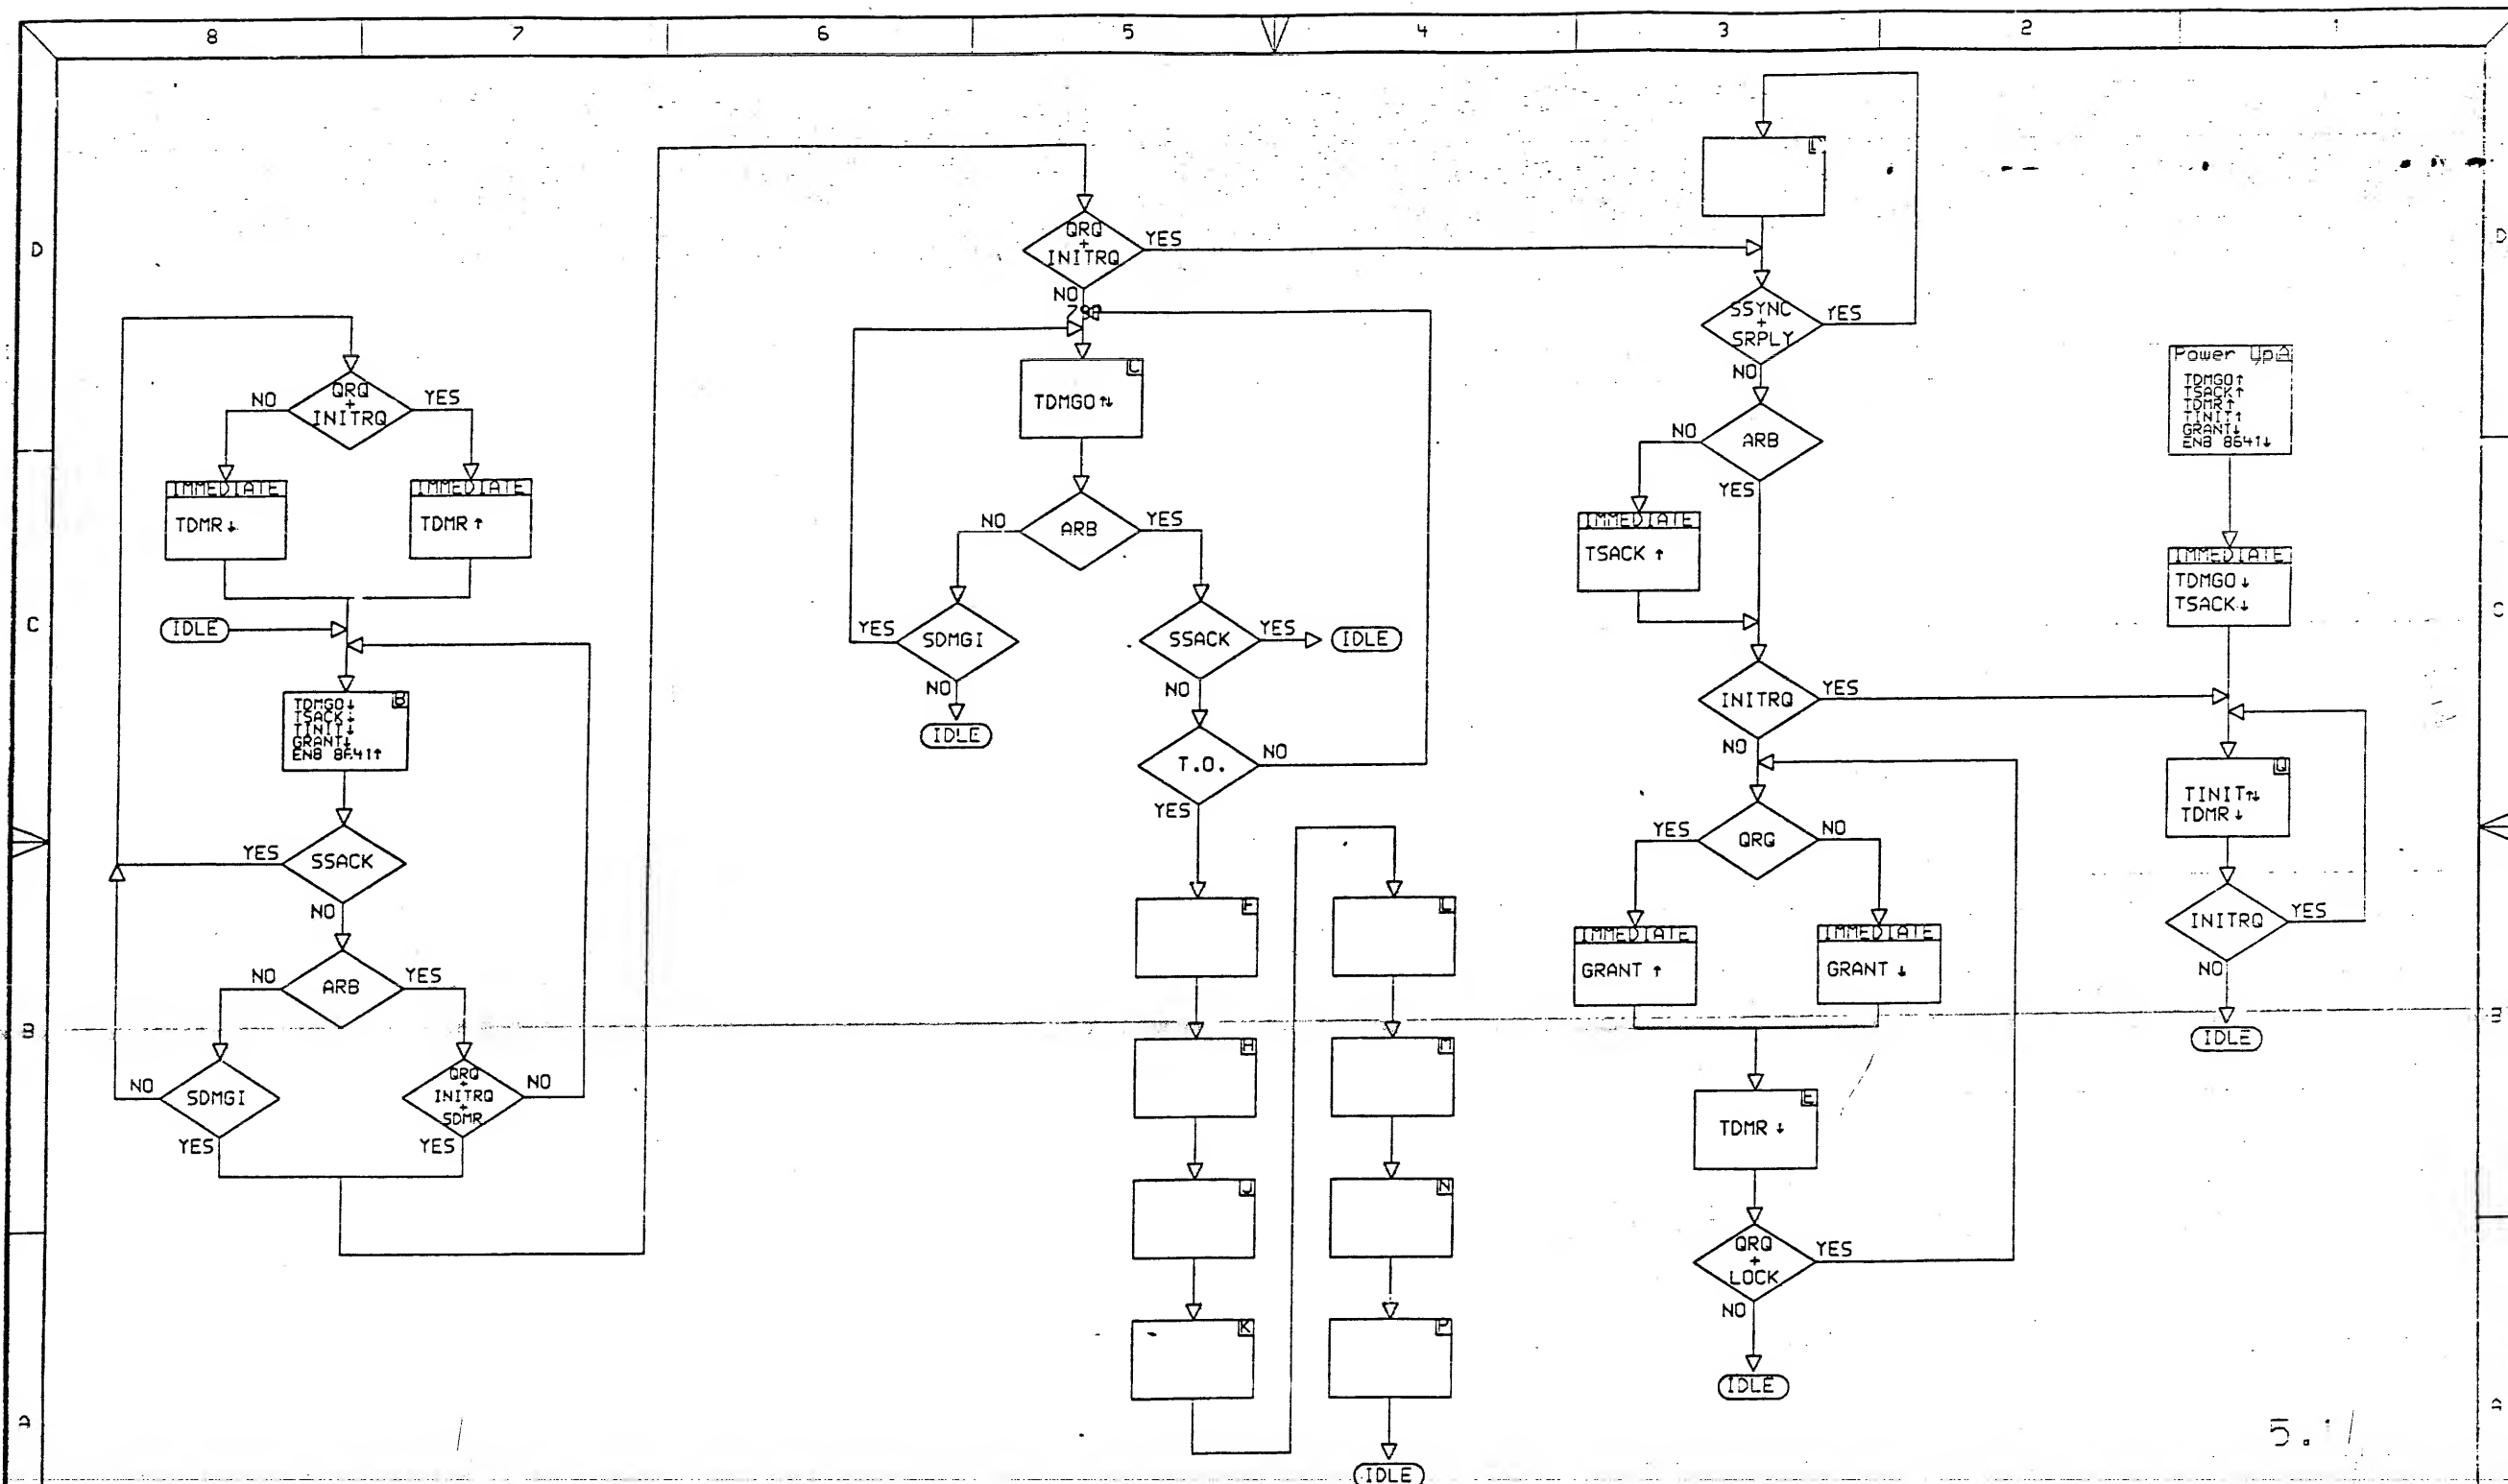 8 7 6 5 4 3 2 1
D
D
QRQ
+
INITRQ
NO
YES
IMMEDIATE
TDMR ↓
IMMEDIATE
TDMR ↑
IDLE
B
TDMGO ↓
TSACK ↓
TINIT ↓
GRANT ↓
ENB 8641 ↑
SSACK
YES
NO
ARB
NO
YES
SDMGI
NO
YES
QRQ
+
INITRQ
+
SDMR
NO
YES
QRQ
+
INITRQ
YES
NO
TDMGO ↑↓
ARB
NO
YES
SDMGI
YES
NO
IDLE
SSACK
YES
IDLE
NO
T.O.
NO
YES
F
H
J
K
L
M
N
P
IDLE
SSYNC
+
SRPLY
YES
NO
ARB
NO
YES
IMMEDIATE
TSACK ↑
INITRQ
YES
NO
YES
NO
IMMEDIATE
GRANT ↑
IMMEDIATE
GRANT ↓
E
TDMR ↓
QRQ
+
LOCK
YES
NO
IDLE
Power Up A
TDMGO ↑
TSACK ↑
TDMR ↑
TINIT ↑
GRANT ↓
ENB 8641 ↓
IMMEDIATE
TDMGO ↓
TSACK ↓
Q
TINIT ↑↓
TDMR ↓
INITRQ
YES
NO
IDLE
C
C
B
A
5.